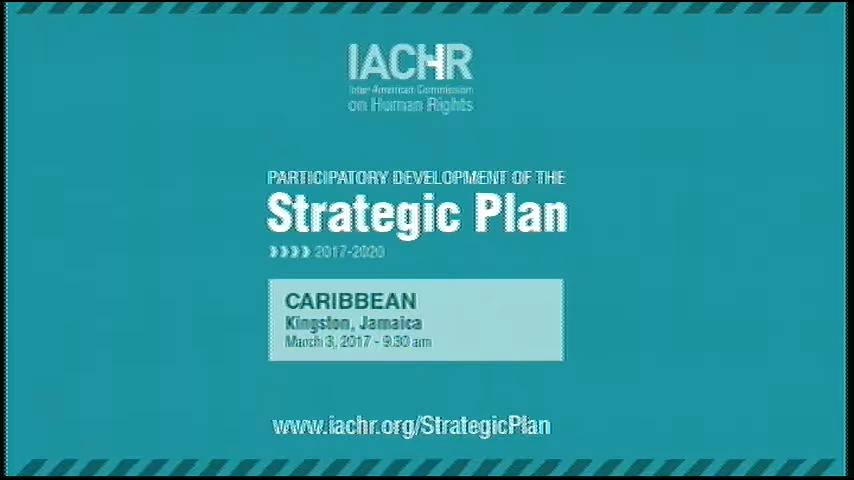 IACHR
Inter-American Commission
on Human Rights
PARTICIPATORY DEVELOPMENT OF THE
Strategic Plan
2017-2020
CARIBBEAN
Kingston, Jamaica
March 3, 2017 - 9:30 am
www.iachr.org/StrategicPlan